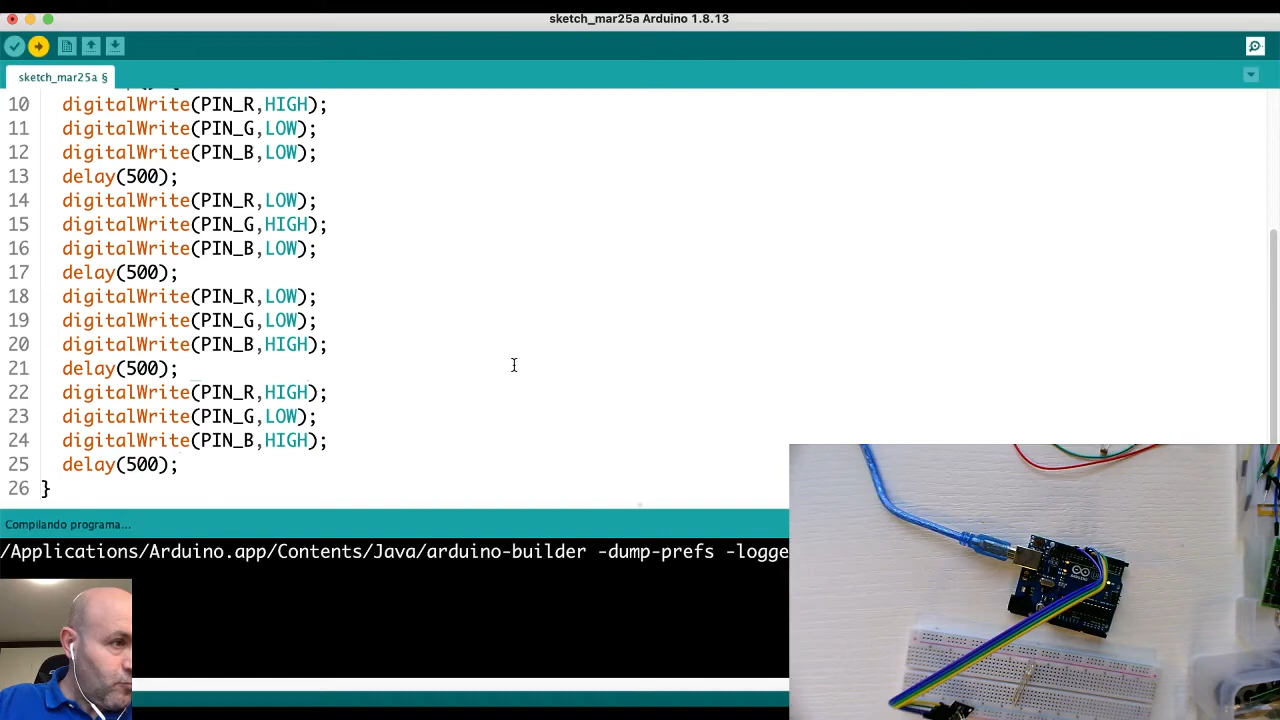 sketch_mar25a Arduino 1.8.13
sketch_mar25a §
10 digitalWrite(PIN_R,HIGH);
11 digitalWrite(PIN_G,LOW);
12 digitalWrite(PIN_B,LOW);
13 delay(500);
14 digitalWrite(PIN_R,LOW);
15 digitalWrite(PIN_G,HIGH);
16 digitalWrite(PIN_B,LOW);
17 delay(500);
18 digitalWrite(PIN_R,LOW);
19 digitalWrite(PIN_G,LOW);
20 digitalWrite(PIN_B,HIGH);
21 delay(500);
22 digitalWrite(PIN_R,HIGH);
23 digitalWrite(PIN_G,LOW);
24 digitalWrite(PIN_B,HIGH);
25 delay(500);
26 }
Compilando programa...
/Applications/Arduino.app/Contents/Java/arduino-builder -dump-prefs -logge